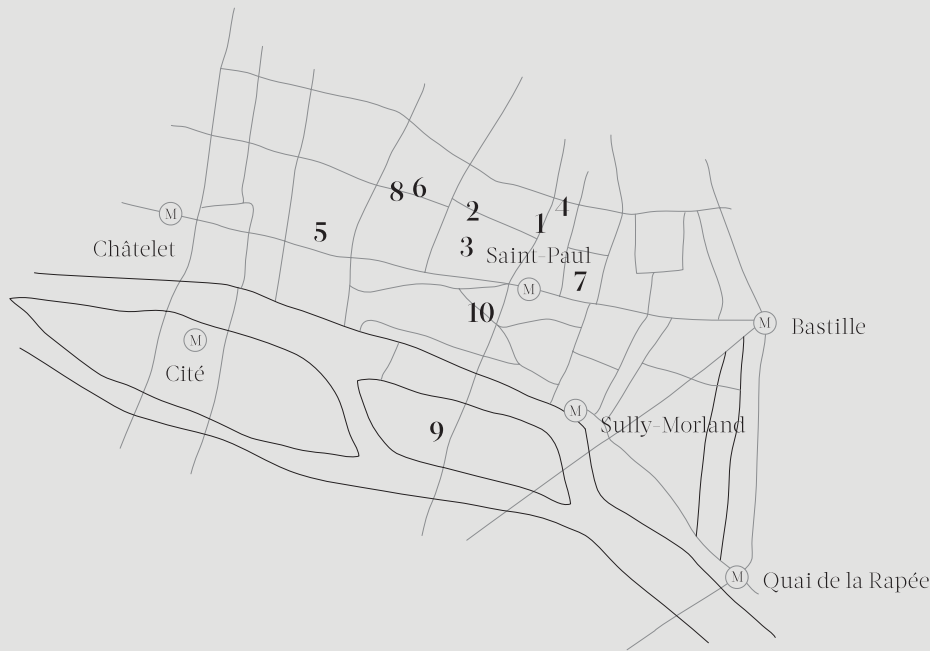 8 6
2
4
1
5
3
M
Châtelet
Saint-Paul
7
M
10
M
Bastille
M
Cité
M
Sully-Morland
9
M
Quai de la Rapée